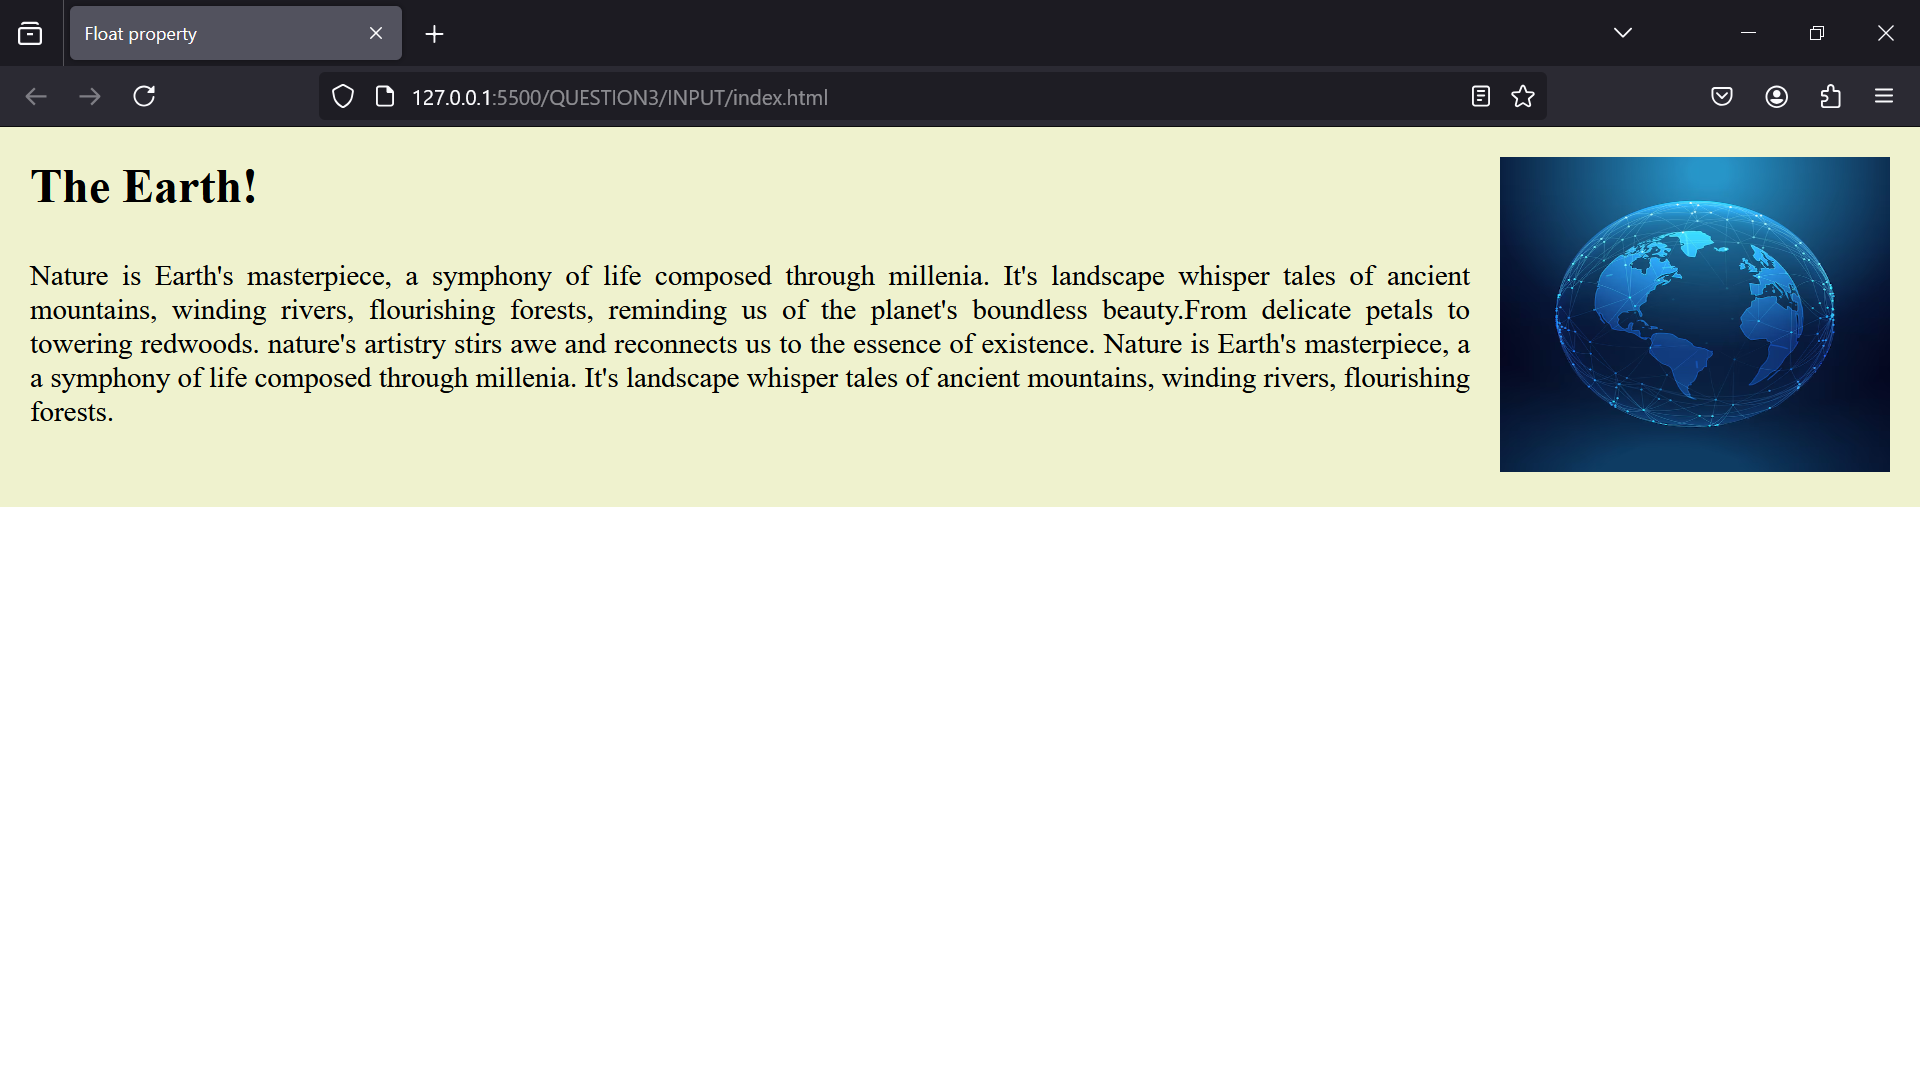 Float property
127.0.0.1:5500/QUESTION3/INPUT/index.html
The Earth!
Nature is Earth's masterpiece, a symphony of life composed through millenia. It's landscape whisper tales of ancient
mountains, winding rivers, flourishing forests, reminding us of the planet's boundless beauty.From delicate petals to
towering redwoods. nature's artistry stirs awe and reconnects us to the essence of existence. Nature is Earth's masterpiece, a
a symphony of life composed through millenia. It's landscape whisper tales of ancient mountains, winding rivers, flourishing
forests.